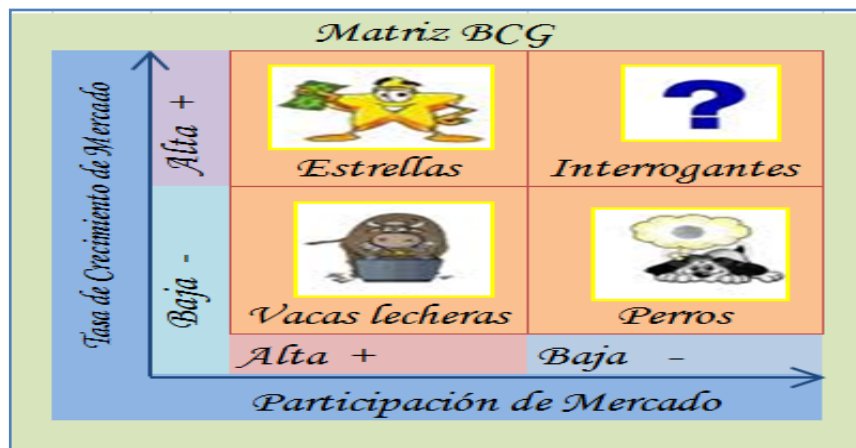 Matriz BCG
Tasa de Crecimiento de Mercado
Alta +
Estrellas
?
Interrogantes
Baja -
Vacas lecheras
Perros
Alta +
Baja -
Participación de Mercado